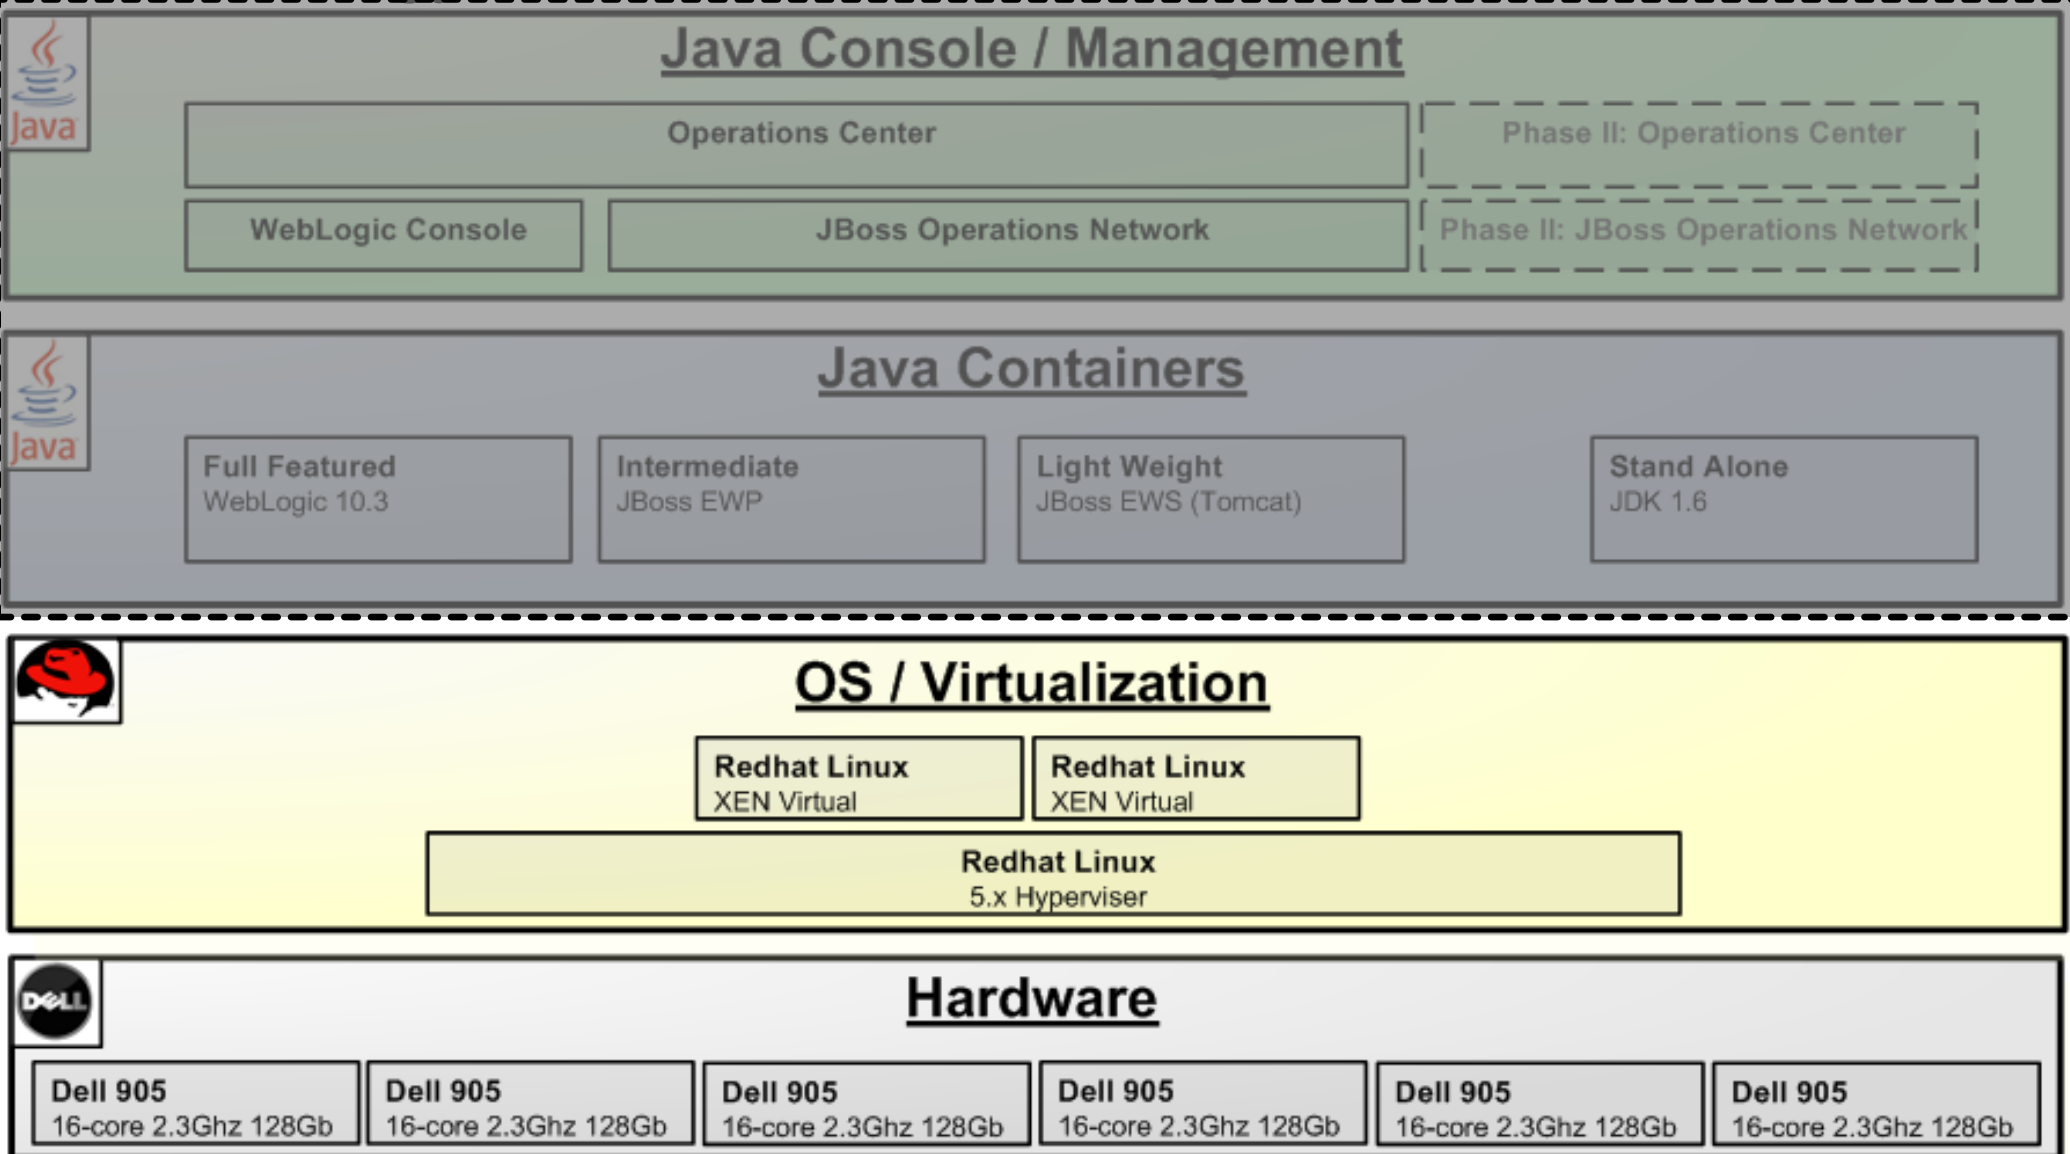 Java Console / Management
Java
Operations Center
Phase II: Operations Center
WebLogic Console
JBoss Operations Network
Phase II: JBoss Operations Network
Java Containers
Java
Full Featured
WebLogic 10.3
Intermediate
JBoss EWP
Light Weight
JBoss EWS (Tomcat)
Stand Alone
JDK 1.6
OS / Virtualization
Redhat Linux
XEN Virtual
Redhat Linux
XEN Virtual
Redhat Linux
5.x Hyperviser
Hardware
DELL
Dell 905
16-core 2.3Ghz 128Gb
Dell 905
16-core 2.3Ghz 128Gb
Dell 905
16-core 2.3Ghz 128Gb
Dell 905
16-core 2.3Ghz 128Gb
Dell 905
16-core 2.3Ghz 128Gb
Dell 905
16-core 2.3Ghz 128Gb